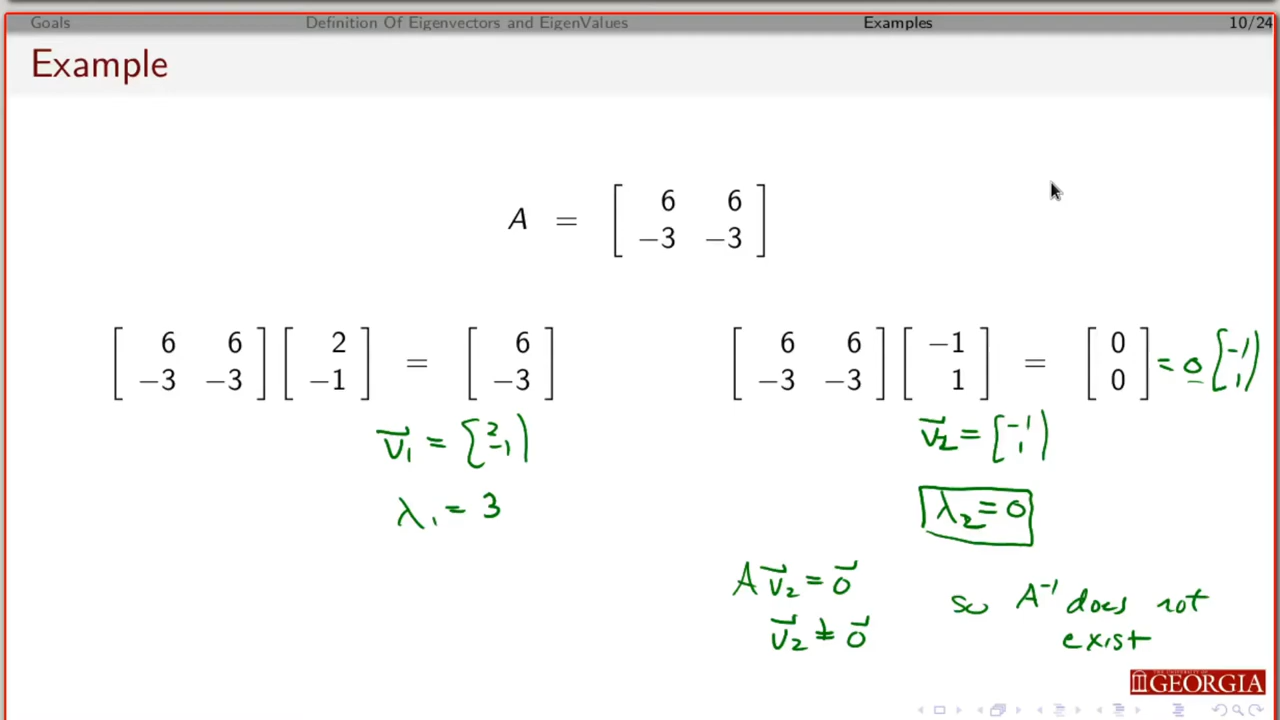 Goals Definition Of Eigenvectors and EigenValues Examples 10/24
Example
A = [ 6 6 ; −3 −3 ]
[ 6 6 ; −3 −3 ] [ 2 ; −1 ] = [ 6 ; −3 ]
v⃗₁ = [ 2 ; -1 ]
λ₁ = 3
[ 6 6 ; −3 −3 ] [ −1 ; 1 ] = [ 0 ; 0 ] = 0 [ -1 ; 1 ]
v⃗₂ = [ -1 ; 1 ]
λ₂ = 0
A v⃗₂ = 0⃗
v⃗₂ ≠ 0⃗
so A⁻¹ does not
exist
GEORGIA